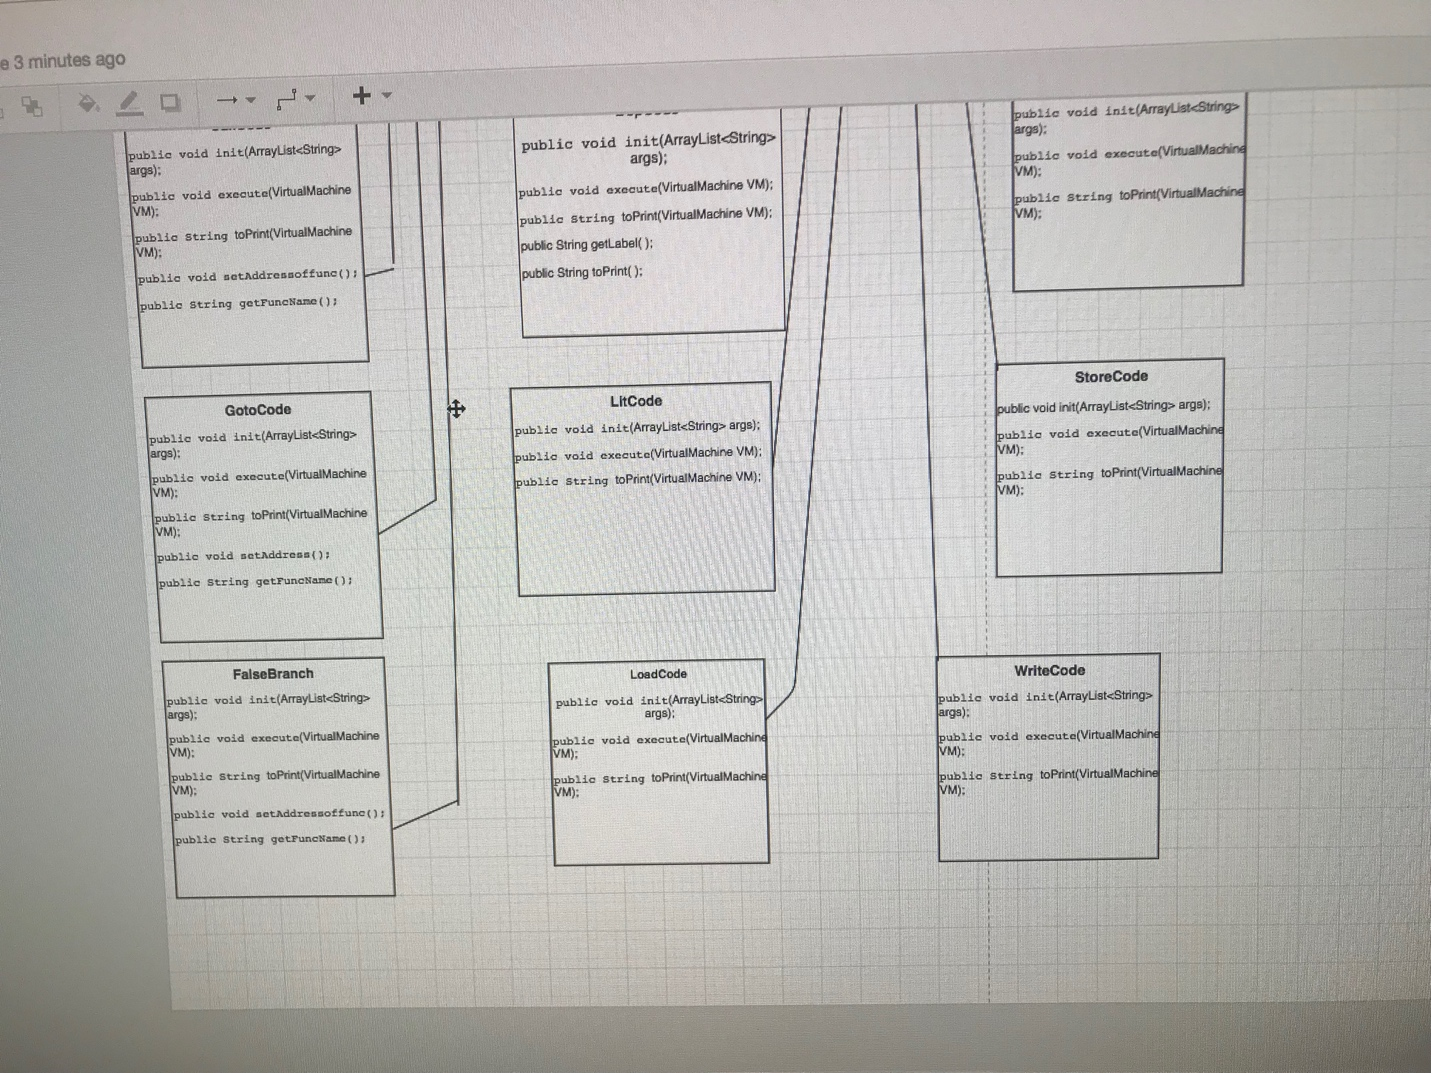 e 3 minutes ago
public void init(ArrayList<String>
args);
public void execute(VirtualMachine
VM);
public String toPrint(VirtualMachine
VM);
public void setAddressoffunc();
public String getFuncName();
public void init(ArrayList<String>
args);
public void execute(VirtualMachine VM);
public String toPrint(VirtualMachine VM);
public String getLabel( );
public String toPrint( );
public void init(ArrayList<String>
args);
public void execute(VirtualMachine
VM);
public String toPrint(VirtualMachine
VM);
GotoCode
public void init(ArrayList<String>
args);
public void execute(VirtualMachine
VM);
public String toPrint(VirtualMachine
VM);
public void setAddress();
public String getFuncName();
LitCode
public void init(ArrayList<String> args);
public void execute(VirtualMachine VM);
public String toPrint(VirtualMachine VM);
StoreCode
public void init(ArrayList<String> args);
public void execute(VirtualMachine
VM);
public String toPrint(VirtualMachine
VM);
FalseBranch
public void init(ArrayList<String>
args);
public void execute(VirtualMachine
VM);
public String toPrint(VirtualMachine
VM);
public void setAddressoffunc();
public String getFuncName();
LoadCode
public void init(ArrayList<String>
args);
public void execute(VirtualMachine
VM);
public String toPrint(VirtualMachine
VM);
WriteCode
public void init(ArrayList<String>
args);
public void execute(VirtualMachine
VM);
public String toPrint(VirtualMachine
VM);